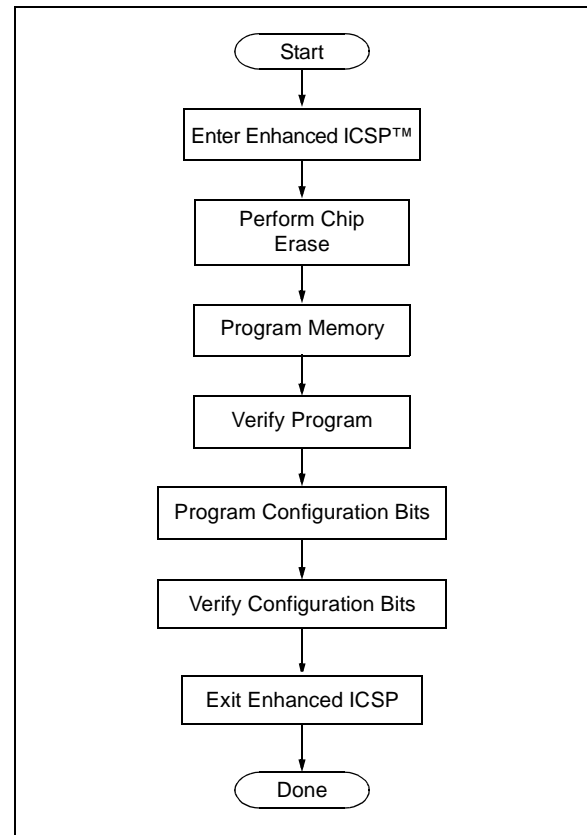 Start
Enter Enhanced ICSP™
Perform Chip
Erase
Program Memory
Verify Program
Program Configuration Bits
Verify Configuration Bits
Exit Enhanced ICSP
Done